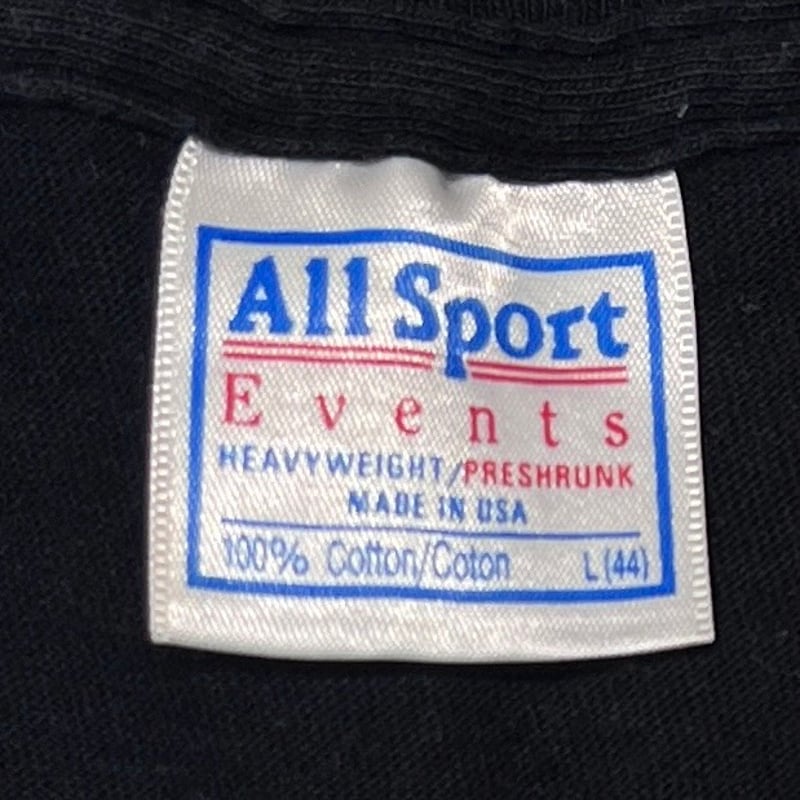 All Sport
Events
HEAVYWEIGHT/PRESHRUNK
MADE IN USA
100% Cotton/Coton L (44)